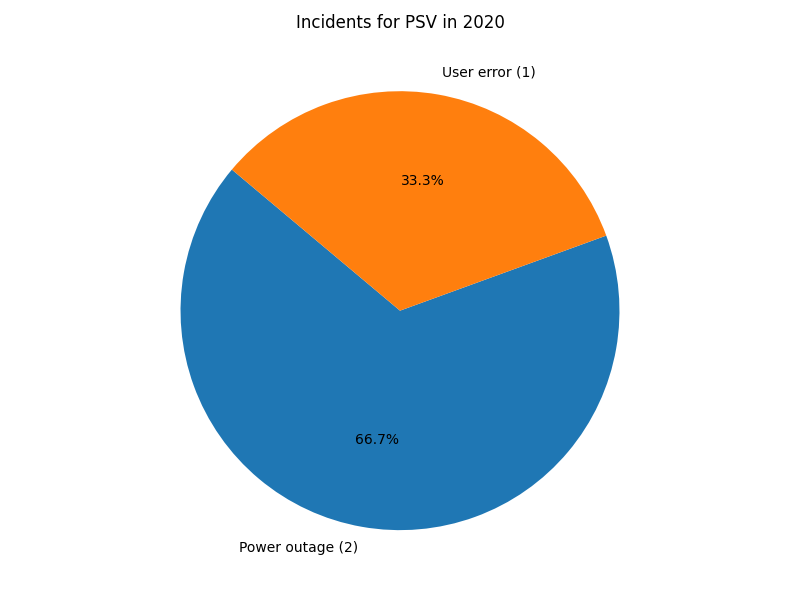 Incidents for PSV in 2020
User error (1)
33.3%
66.7%
Power outage (2)